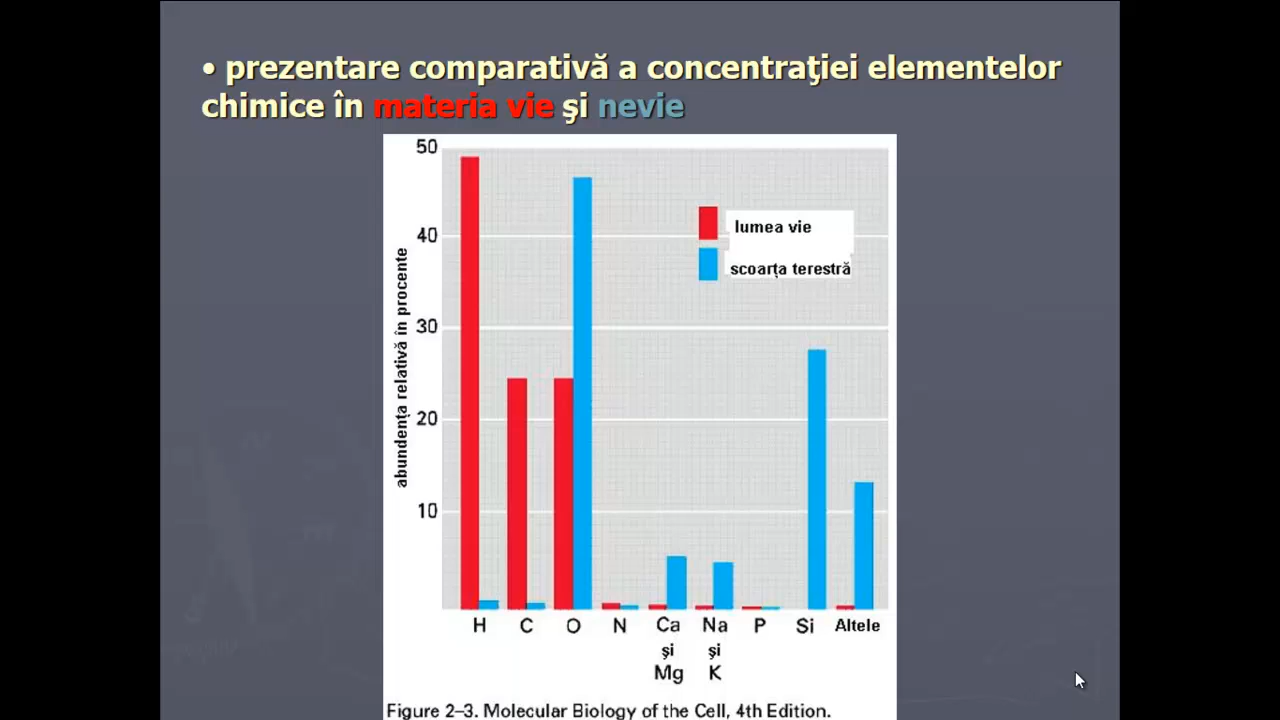 • prezentare comparativă a concentraţiei elementelor
chimice în materia vie şi nevie
50
40
30
20
10
abundenţa relativă în procente
lumea vie
scoarţa terestră
H C O N Ca Na P Si Altele
şi şi
Mg K
Figure 2–3. Molecular Biology of the Cell, 4th Edition.